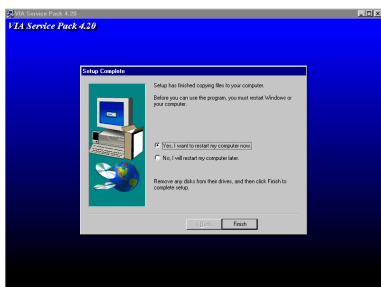 VIA Service Pack 4.20
VIA Service Pack 4.20
Setup Complete
Setup has finished copying files to your computer.
Before you can use the program, you must restart Windows or
your computer.
Yes, I want to restart my computer now.
No, I will restart my computer later.
Remove any disks from their drives, and then click Finish to
complete setup.
< Back
Finish